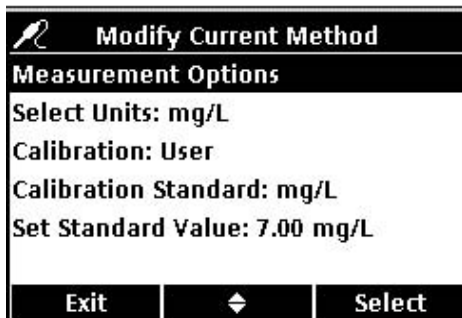 Modify Current Method
Measurement Options
Select Units: mg/L
Calibration: User
Calibration Standard: mg/L
Set Standard Value: 7.00 mg/L
Exit Select